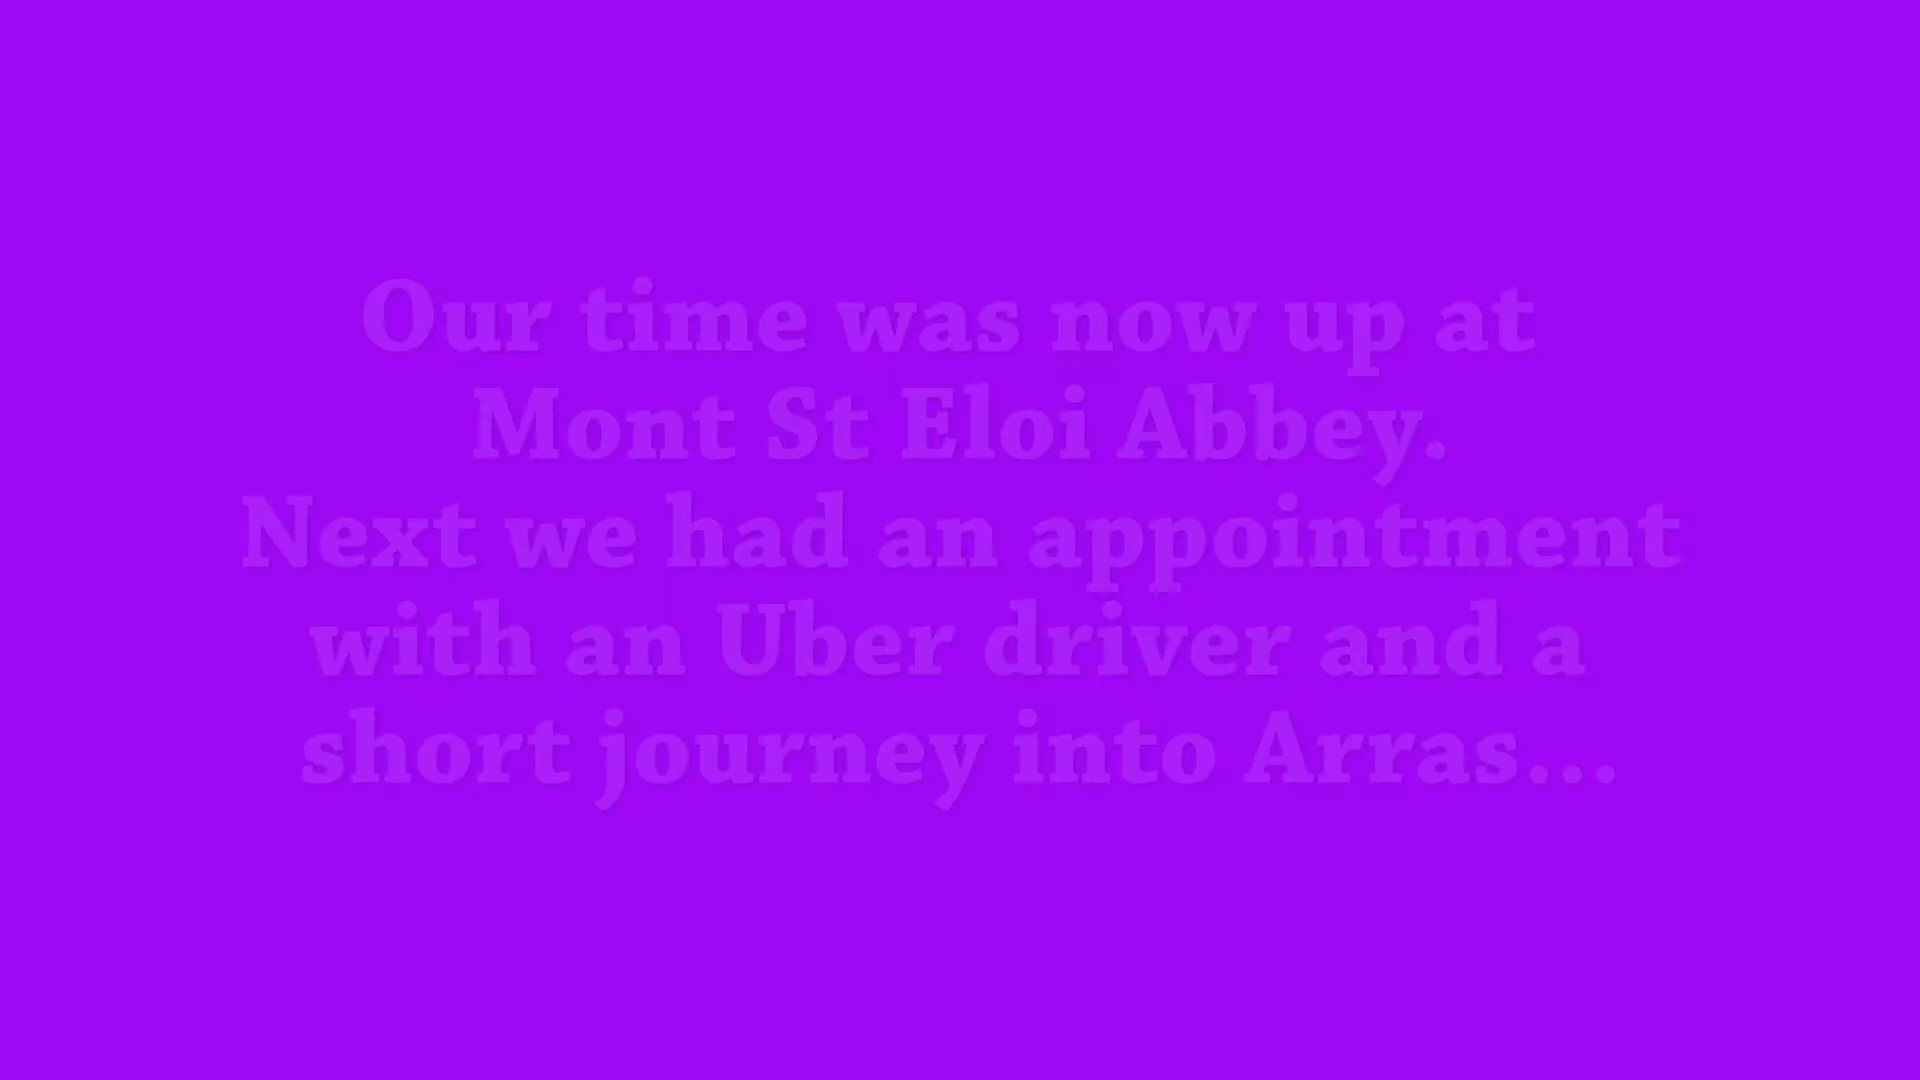 Our time was now up at
Mont St Eloi Abbey.
Next we had an appointment
with an Uber driver and a
short journey into Arras...